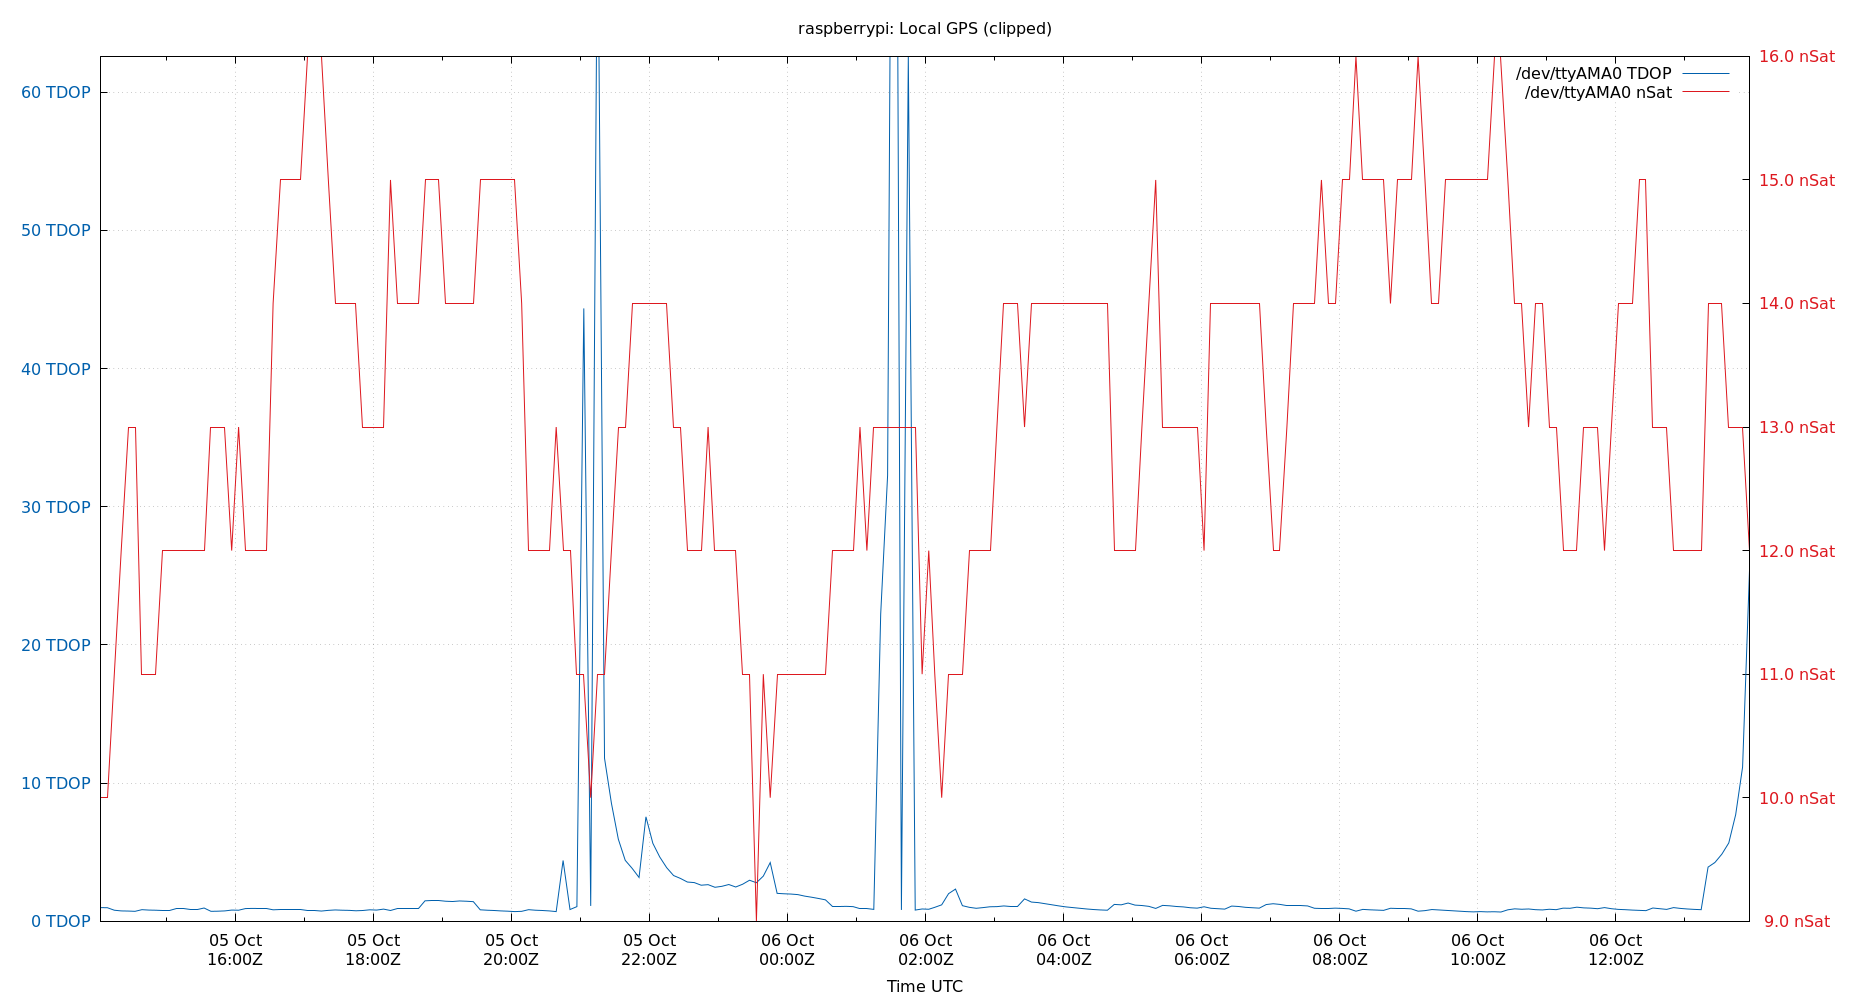 raspberrypi: Local GPS (clipped)
/dev/ttyAMA0 TDOP
/dev/ttyAMA0 nSat
60 TDOP
50 TDOP
40 TDOP
30 TDOP
20 TDOP
10 TDOP
0 TDOP
16.0 nSat
15.0 nSat
14.0 nSat
13.0 nSat
12.0 nSat
11.0 nSat
10.0 nSat
9.0 nSat
05 Oct 05 Oct 05 Oct 05 Oct 06 Oct 06 Oct 06 Oct 06 Oct 06 Oct 06 Oct 06 Oct
16:00Z 18:00Z 20:00Z 22:00Z 00:00Z 02:00Z 04:00Z 06:00Z 08:00Z 10:00Z 12:00Z
Time UTC